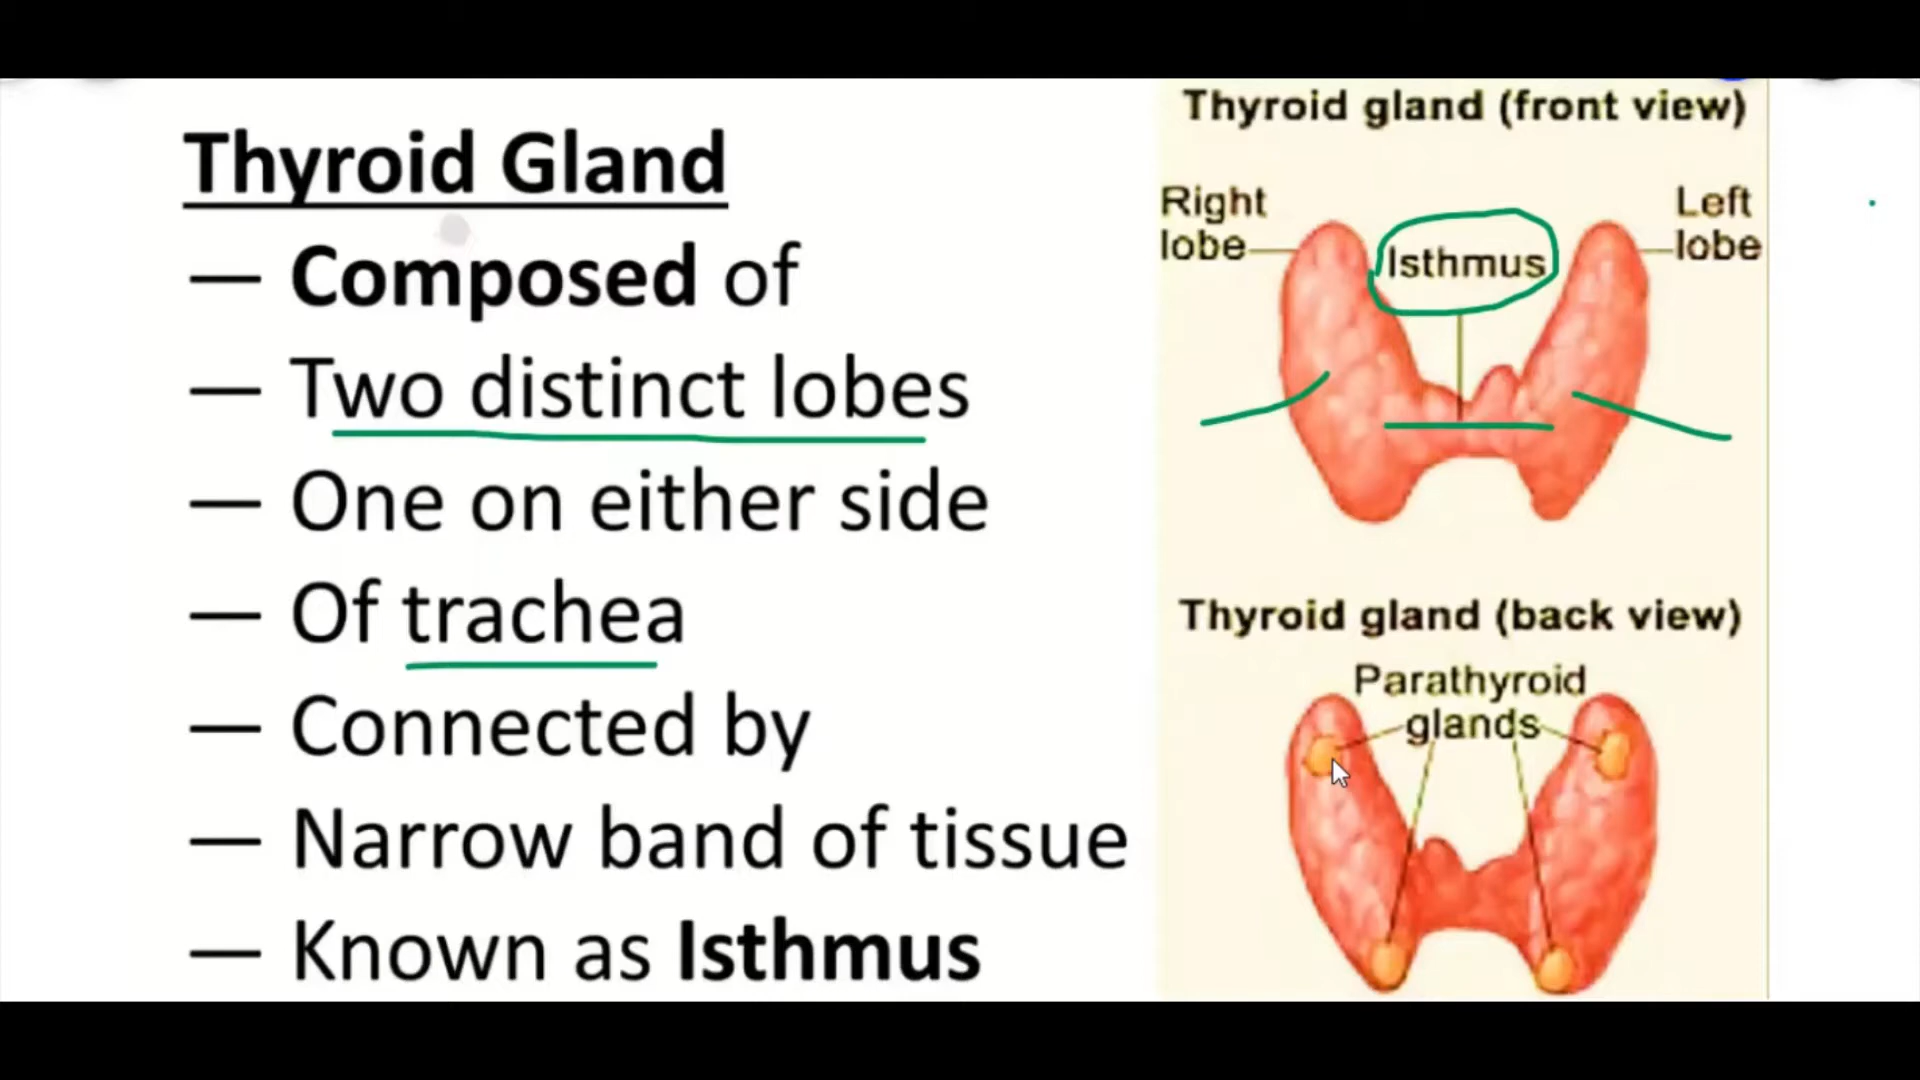 Thyroid Gland
— Composed of
— Two distinct lobes
— One on either side
— Of trachea
— Connected by
— Narrow band of tissue
— Known as Isthmus
Thyroid gland (front view)
Right
lobe
Isthmus
Left
lobe
Thyroid gland (back view)
Parathyroid
glands